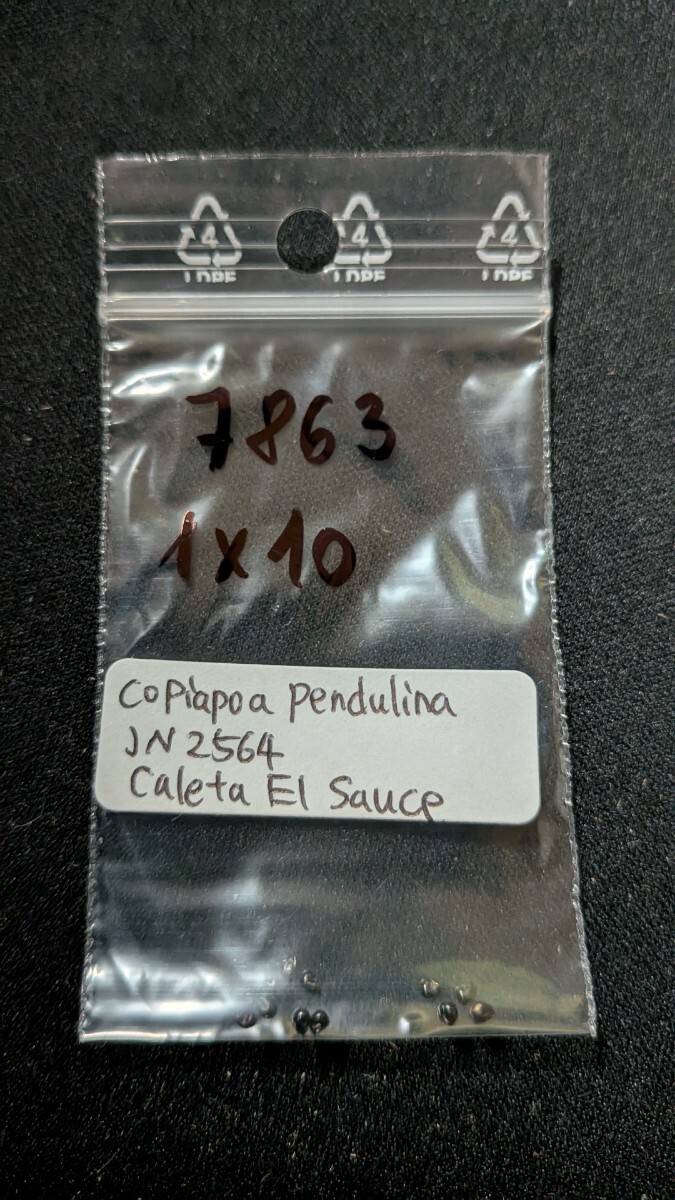 4 4 4
LDPE LDPE LDPE
7863
1x10
Copiapoa pendulina
JN 2564
Caleta El Sauce